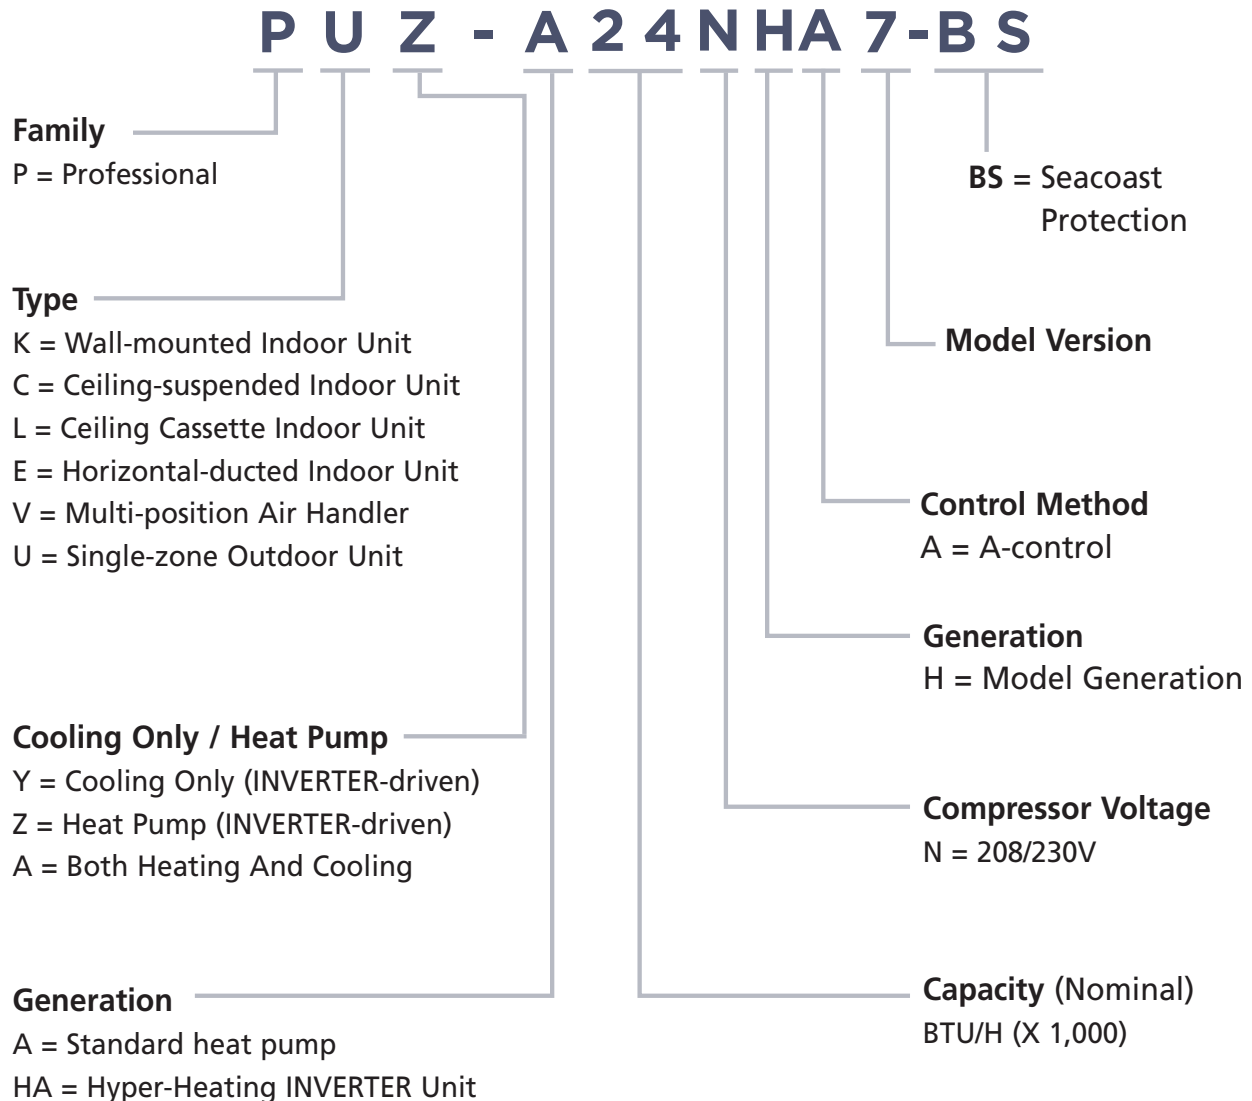 PUZ-A24NHA7-BS
Family
P = Professional
Type
K = Wall-mounted Indoor Unit
C = Ceiling-suspended Indoor Unit
L = Ceiling Cassette Indoor Unit
E = Horizontal-ducted Indoor Unit
V = Multi-position Air Handler
U = Single-zone Outdoor Unit
Cooling Only / Heat Pump
Y = Cooling Only (INVERTER-driven)
Z = Heat Pump (INVERTER-driven)
A = Both Heating And Cooling
Generation
A = Standard heat pump
HA = Hyper-Heating INVERTER Unit
BS = Seacoast
Protection
Model Version
Control Method
A = A-control
Generation
H = Model Generation
Compressor Voltage
N = 208/230V
Capacity (Nominal)
BTU/H (X 1,000)